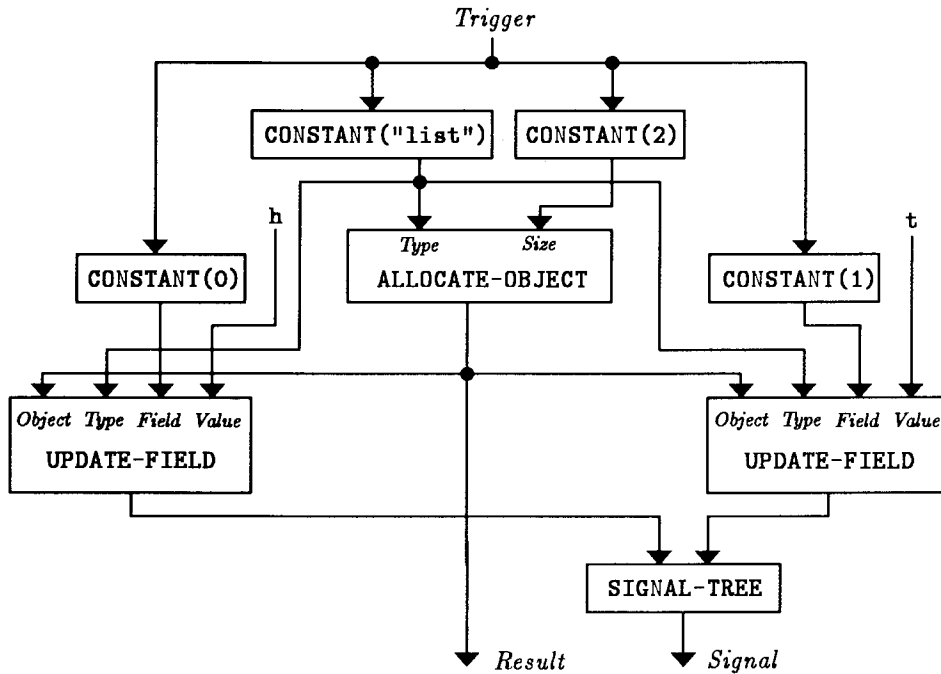 Trigger
CONSTANT("list") CONSTANT(2)
h t
Type Size
CONSTANT(0) ALLOCATE-OBJECT CONSTANT(1)
Object Type Field Value Object Type Field Value
UPDATE-FIELD UPDATE-FIELD
SIGNAL-TREE
Result Signal